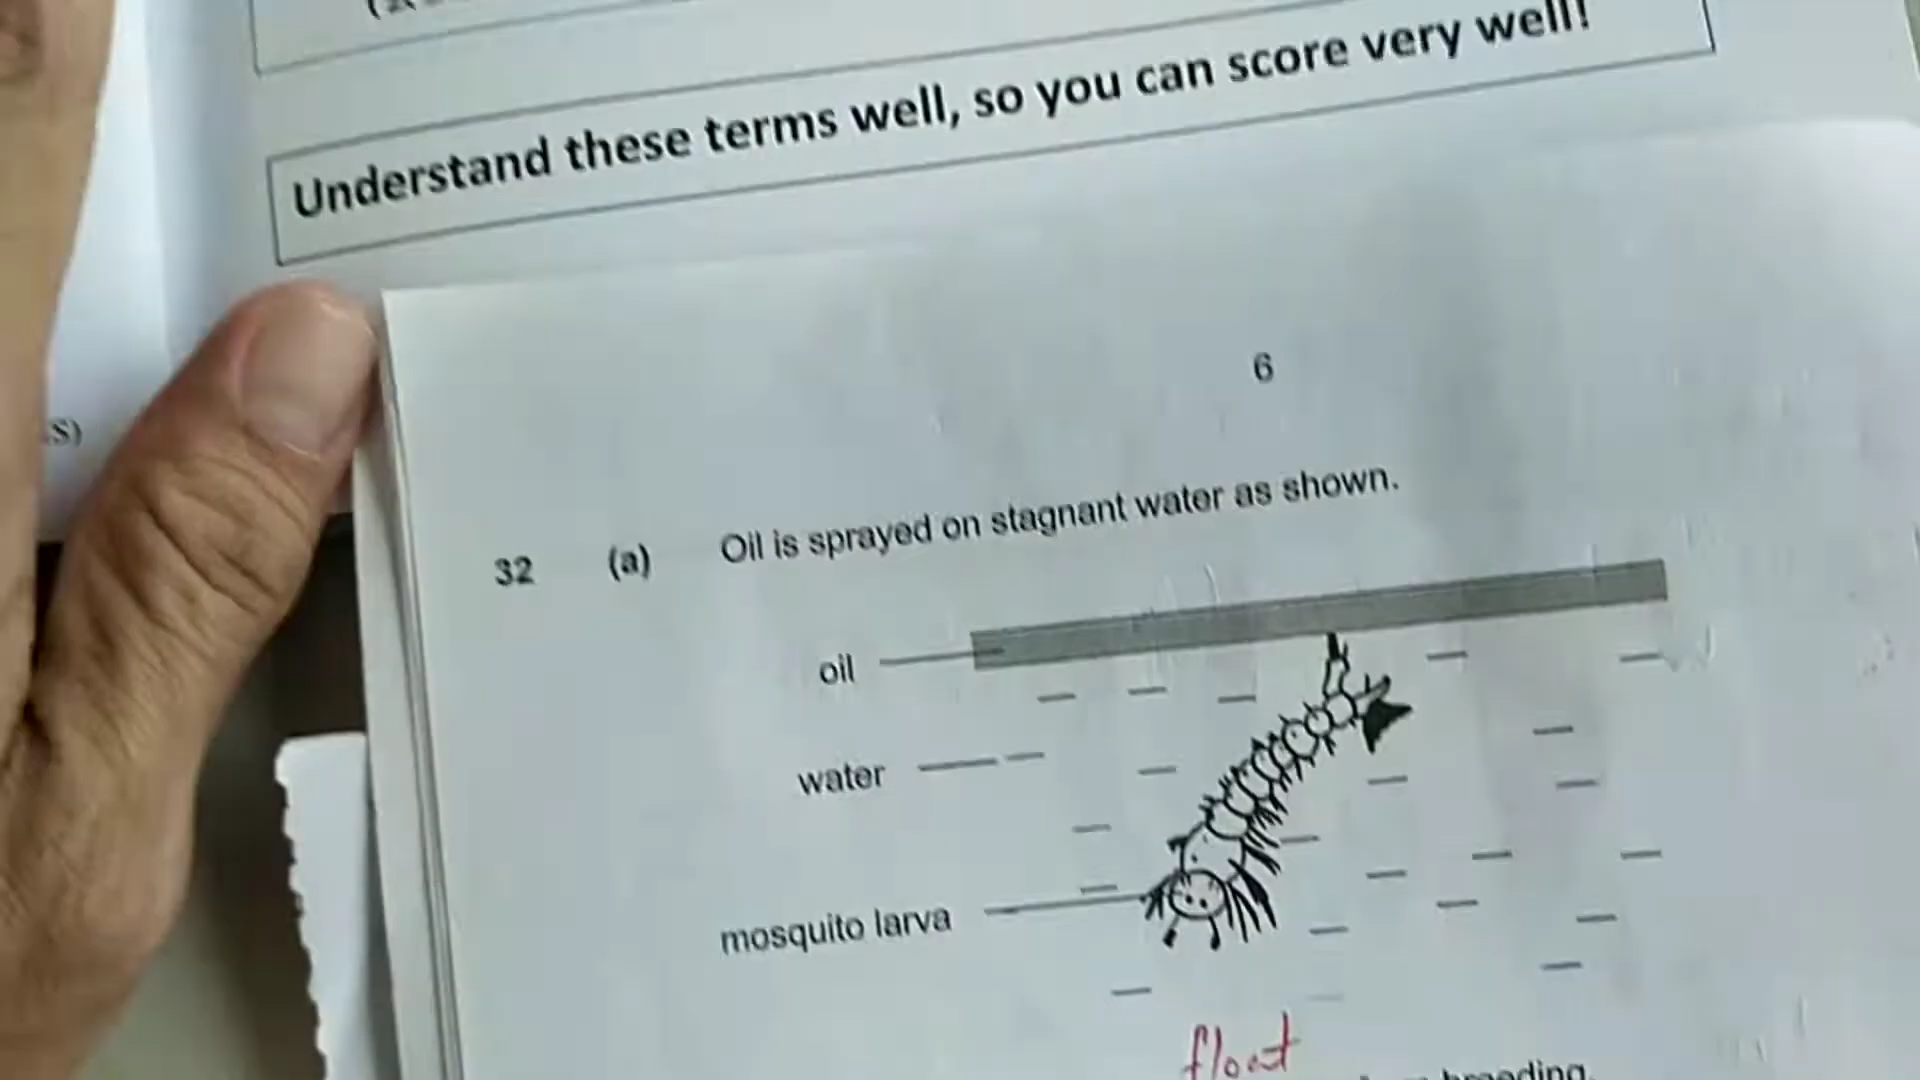 Understand these terms well, so you can score very well!
S)
6
32 (a) Oil is sprayed on stagnant water as shown.
oil
water
mosquito larva
float
breeding.